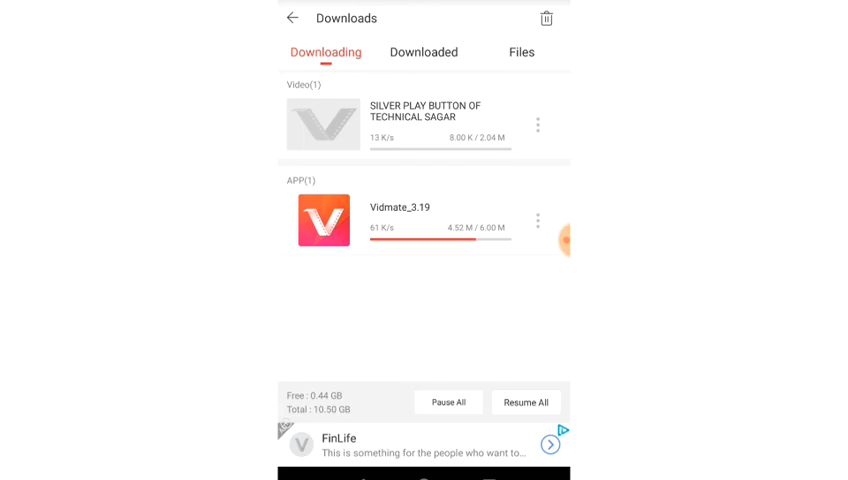 Downloads
Downloading Downloaded Files
Video(1)
SILVER PLAY BUTTON OF
TECHNICAL SAGAR
13 K/s 8.00 K / 2.04 M
APP(1)
Vidmate_3.19
61 K/s 4.52 M / 6.00 M
Free : 0.44 GB
Total : 10.50 GB
Pause All Resume All
FinLife
This is something for the people who want to...